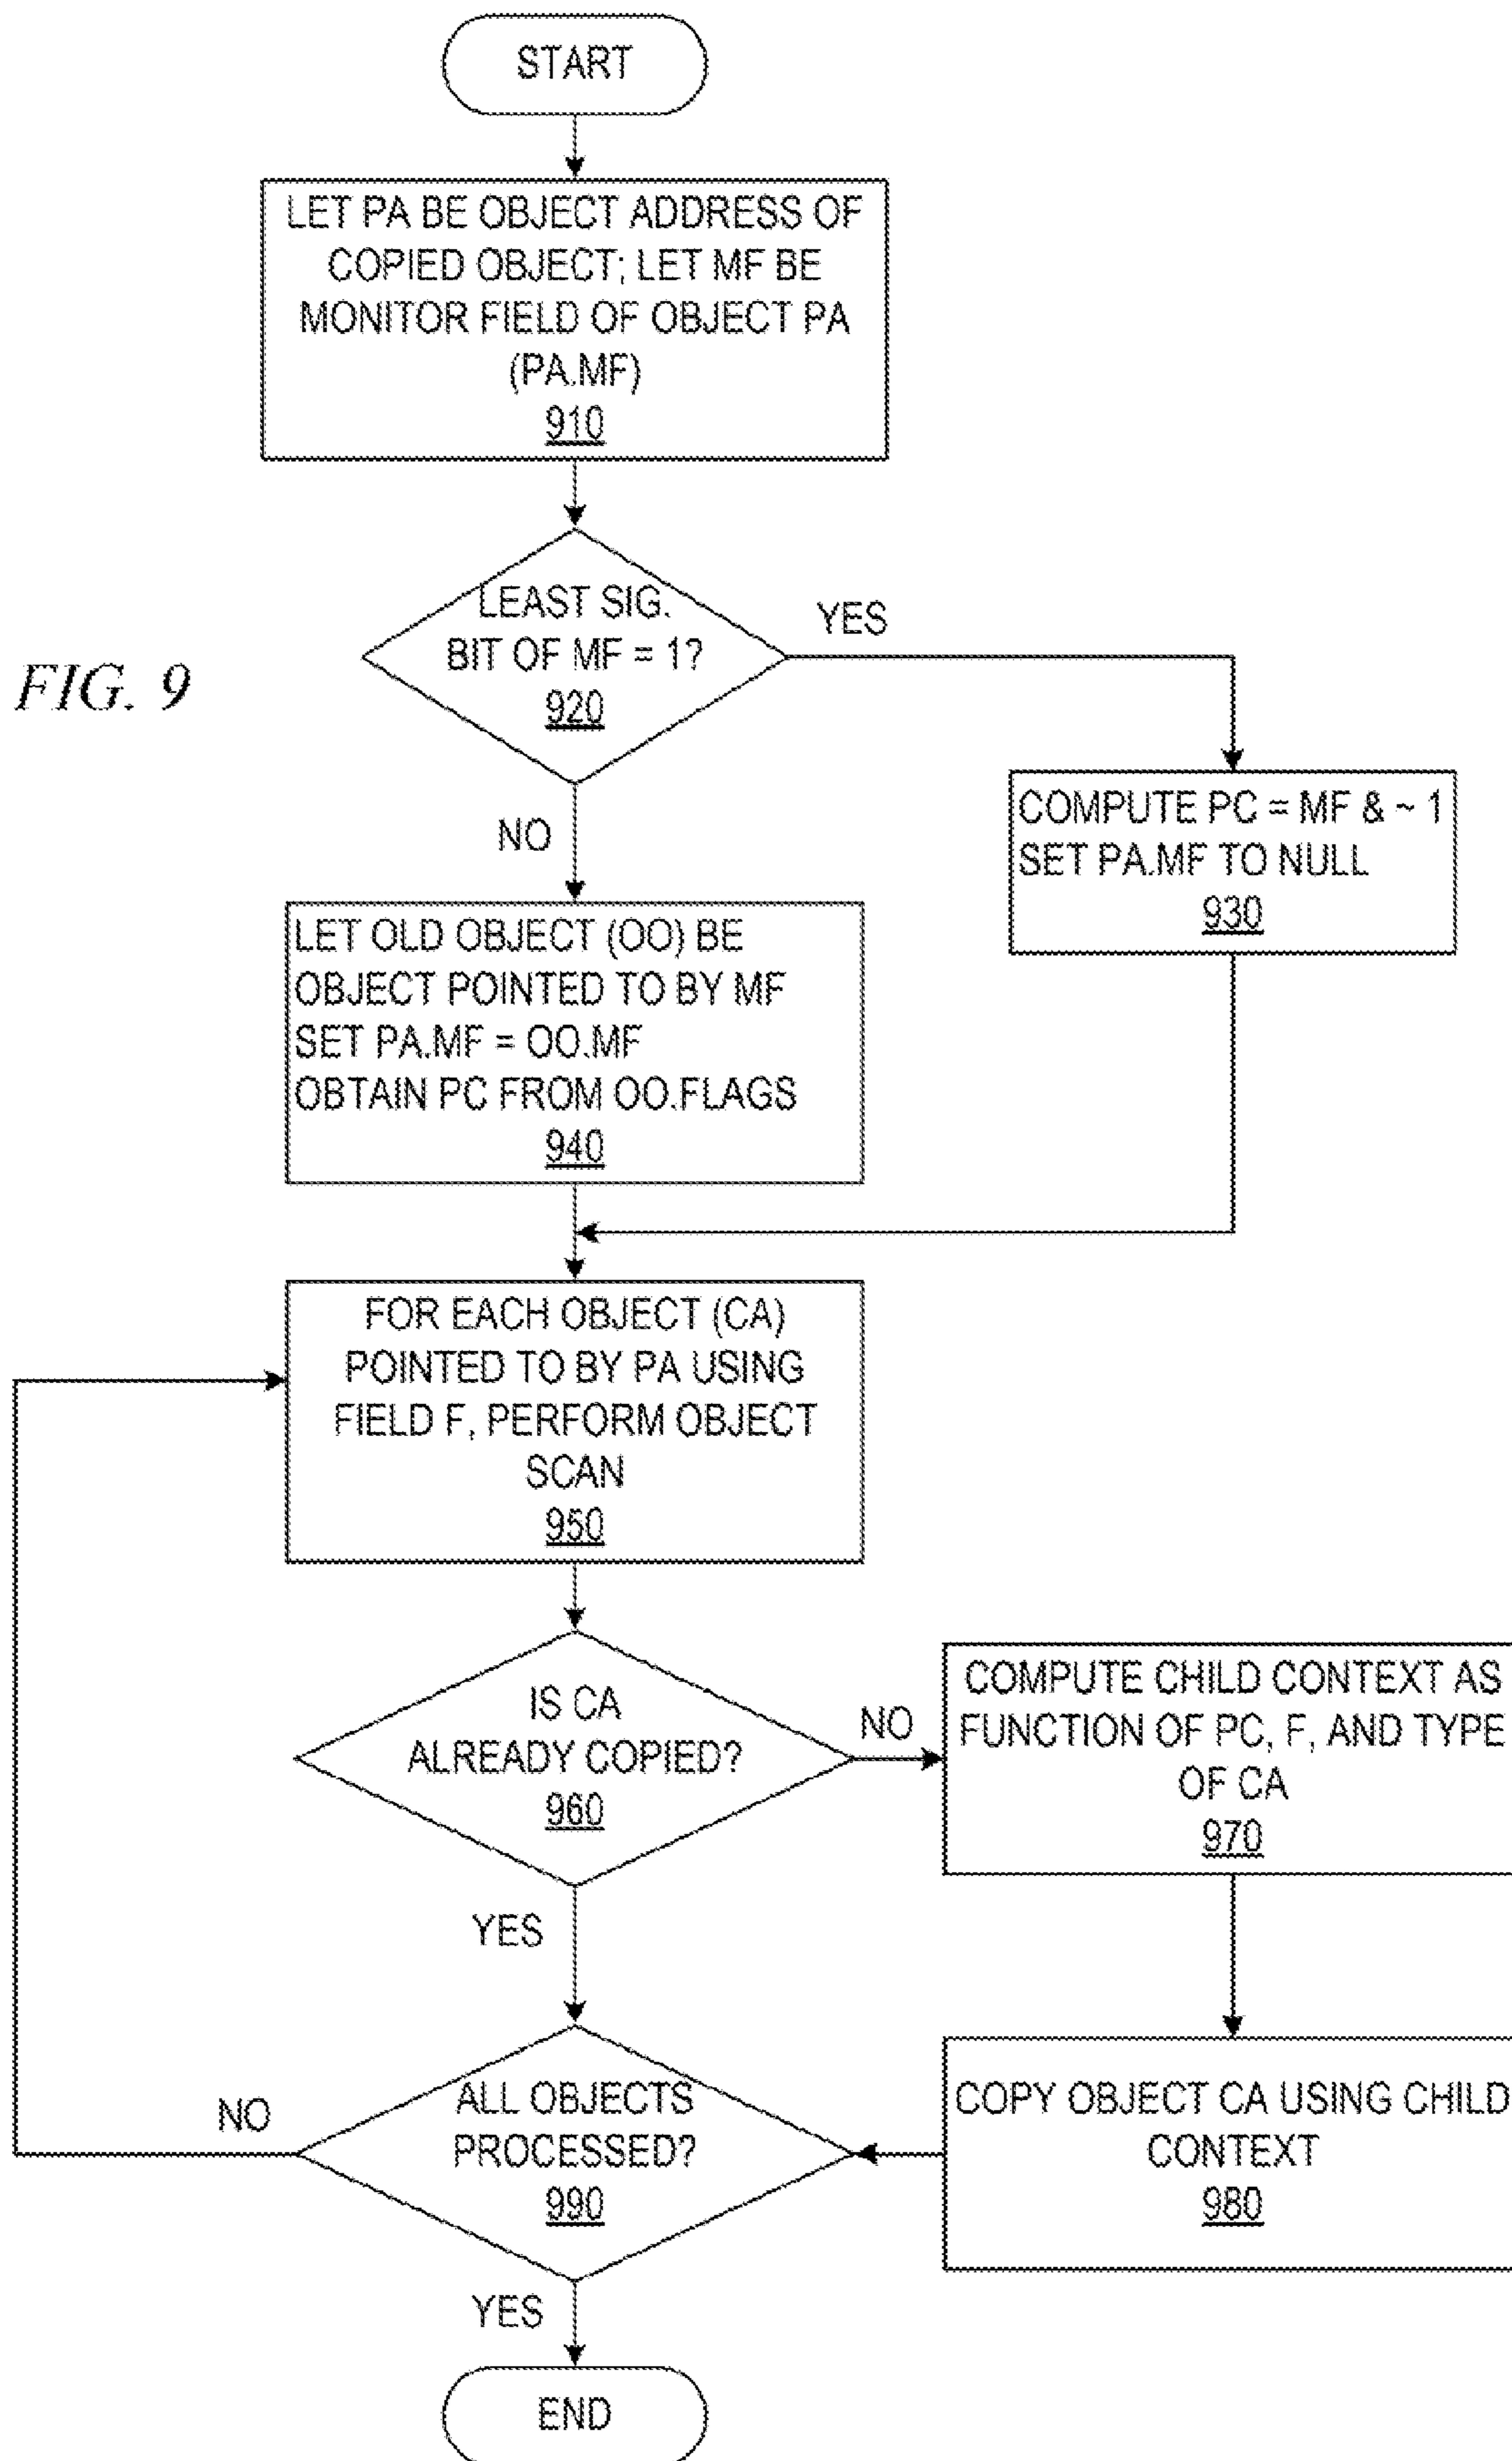 START
LET PA BE OBJECT ADDRESS OF
COPIED OBJECT; LET MF BE
MONITOR FIELD OF OBJECT PA
(PA.MF)
910
LEAST SIG.
BIT OF MF = 1?
920
YES
FIG. 9
NO
COMPUTE PC = MF & ~ 1
SET PA.MF TO NULL
930
LET OLD OBJECT (OO) BE
OBJECT POINTED TO BY MF
SET PA.MF = OO.MF
OBTAIN PC FROM OO.FLAGS
940
FOR EACH OBJECT (CA)
POINTED TO BY PA USING
FIELD F, PERFORM OBJECT
SCAN
950
IS CA
ALREADY COPIED?
960
NO
COMPUTE CHILD CONTEXT AS
FUNCTION OF PC, F, AND TYPE
OF CA
970
YES
ALL OBJECTS
PROCESSED?
990
NO
COPY OBJECT CA USING CHILD
CONTEXT
980
YES
END